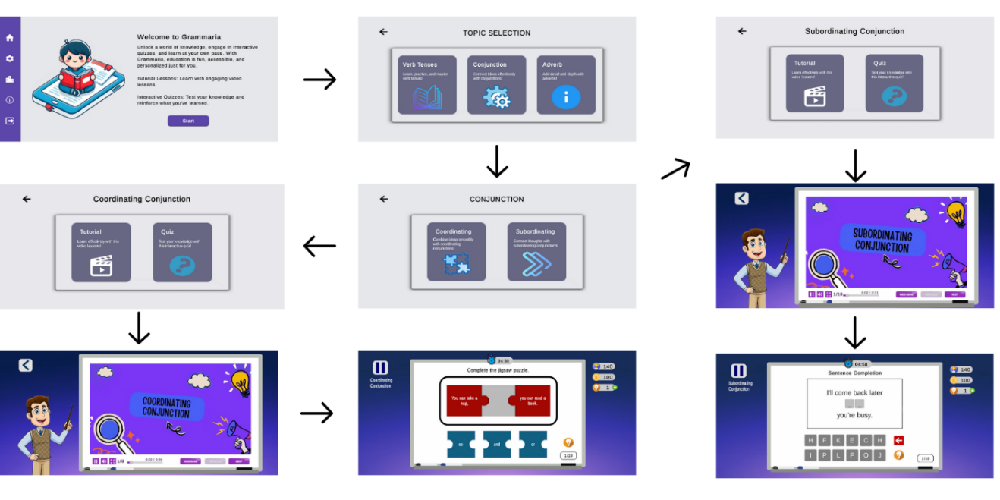 Welcome to Grammaria
Unlock a world of knowledge, engage in interactive
quizzes, and learn at your own pace. With
Grammaria, education is fun, accessible, and
personalized just for you.
Tutorial Lessons: Learn with engaging video
lessons.
Interactive Quizzes: Test your knowledge and
reinforce what you've learned.
Start
TOPIC SELECTION
Verb Tenses
Learn, practice, and master
verb tenses!
Conjunction
Connect ideas effortlessly
with conjunctions!
Adverb
Add detail and depth with
adverbs!
Subordinating Conjunction
Tutorial
Learn effectively with this
video lessons!
Quiz
Test your knowledge with
this interactive quiz!
Coordinating Conjunction
Tutorial
Learn effectively with this
video lessons!
Quiz
Test your knowledge with
this interactive quiz!
CONJUNCTION
Coordinating
Combine ideas smoothly
with coordinating
conjunctions!
Subordinating
Connect thoughts with
subordinating conjunctions!
SUBORDINATING
CONJUNCTION
1/10
0:02 / 0:31
NEXT
COORDINATING
CONJUNCTION
1/9
0:02 / 0:34
NEXT
Coordinating
Conjunction
04:55
Complete the jigsaw puzzle.
You can take a
nap,
you can read a
book.
so
and
or
1/10
140
100
1
Subordinating
Conjunction
04:58
Sentence Completion
I'll come back later
_ _
you're busy.
H F K E C H
I P L F O J
1/10
140
100
1